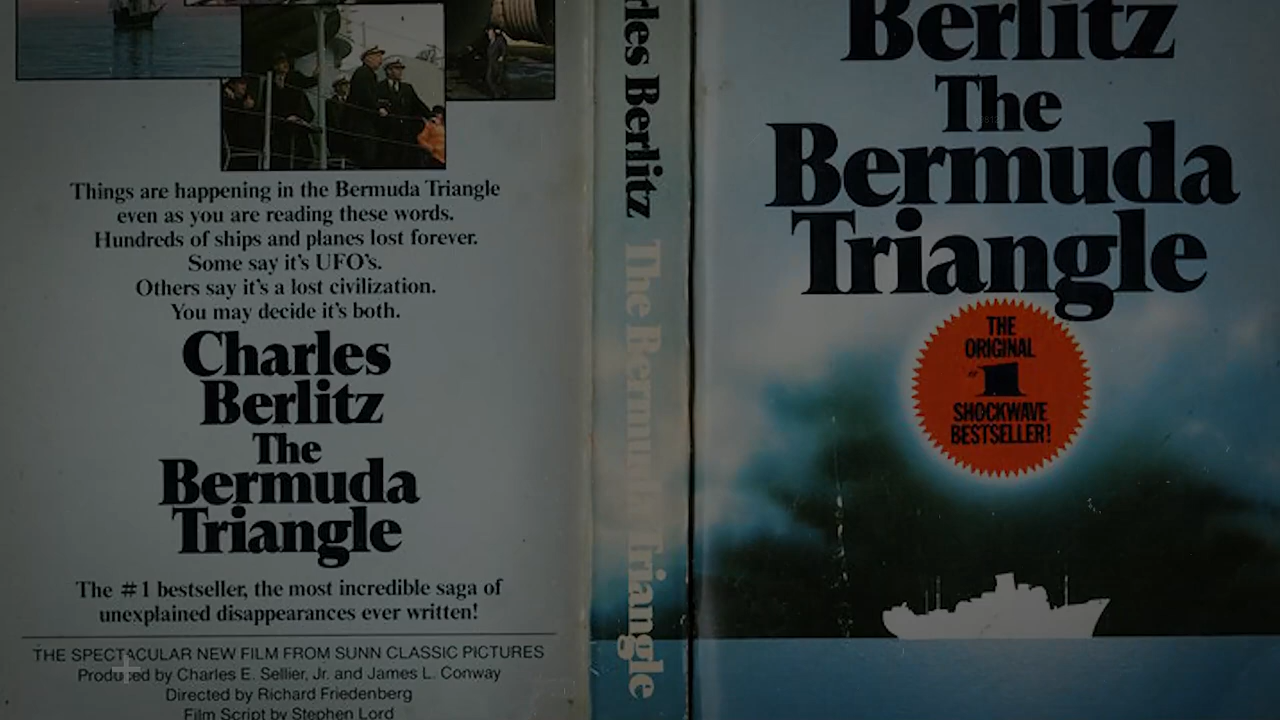 Things are happening in the Bermuda Triangle
even as you are reading these words.
Hundreds of ships and planes lost forever.
Some say it's UFO's.
Others say it's a lost civilization.
You may decide it's both.
Charles
Berlitz
The
Bermuda
Triangle
The #1 bestseller, the most incredible saga of
unexplained disappearances ever written!
THE SPECTACULAR NEW FILM FROM SUNN CLASSIC PICTURES
Produced by Charles E. Sellier, Jr. and James L. Conway
Directed by Richard Friedenberg
Film Script by Stephen Lord
rles Berlitz The Bermuda Triangle
Berlitz
The
Bermuda
Triangle
THE
ORIGINAL
#1
SHOCKWAVE
BESTSELLER!